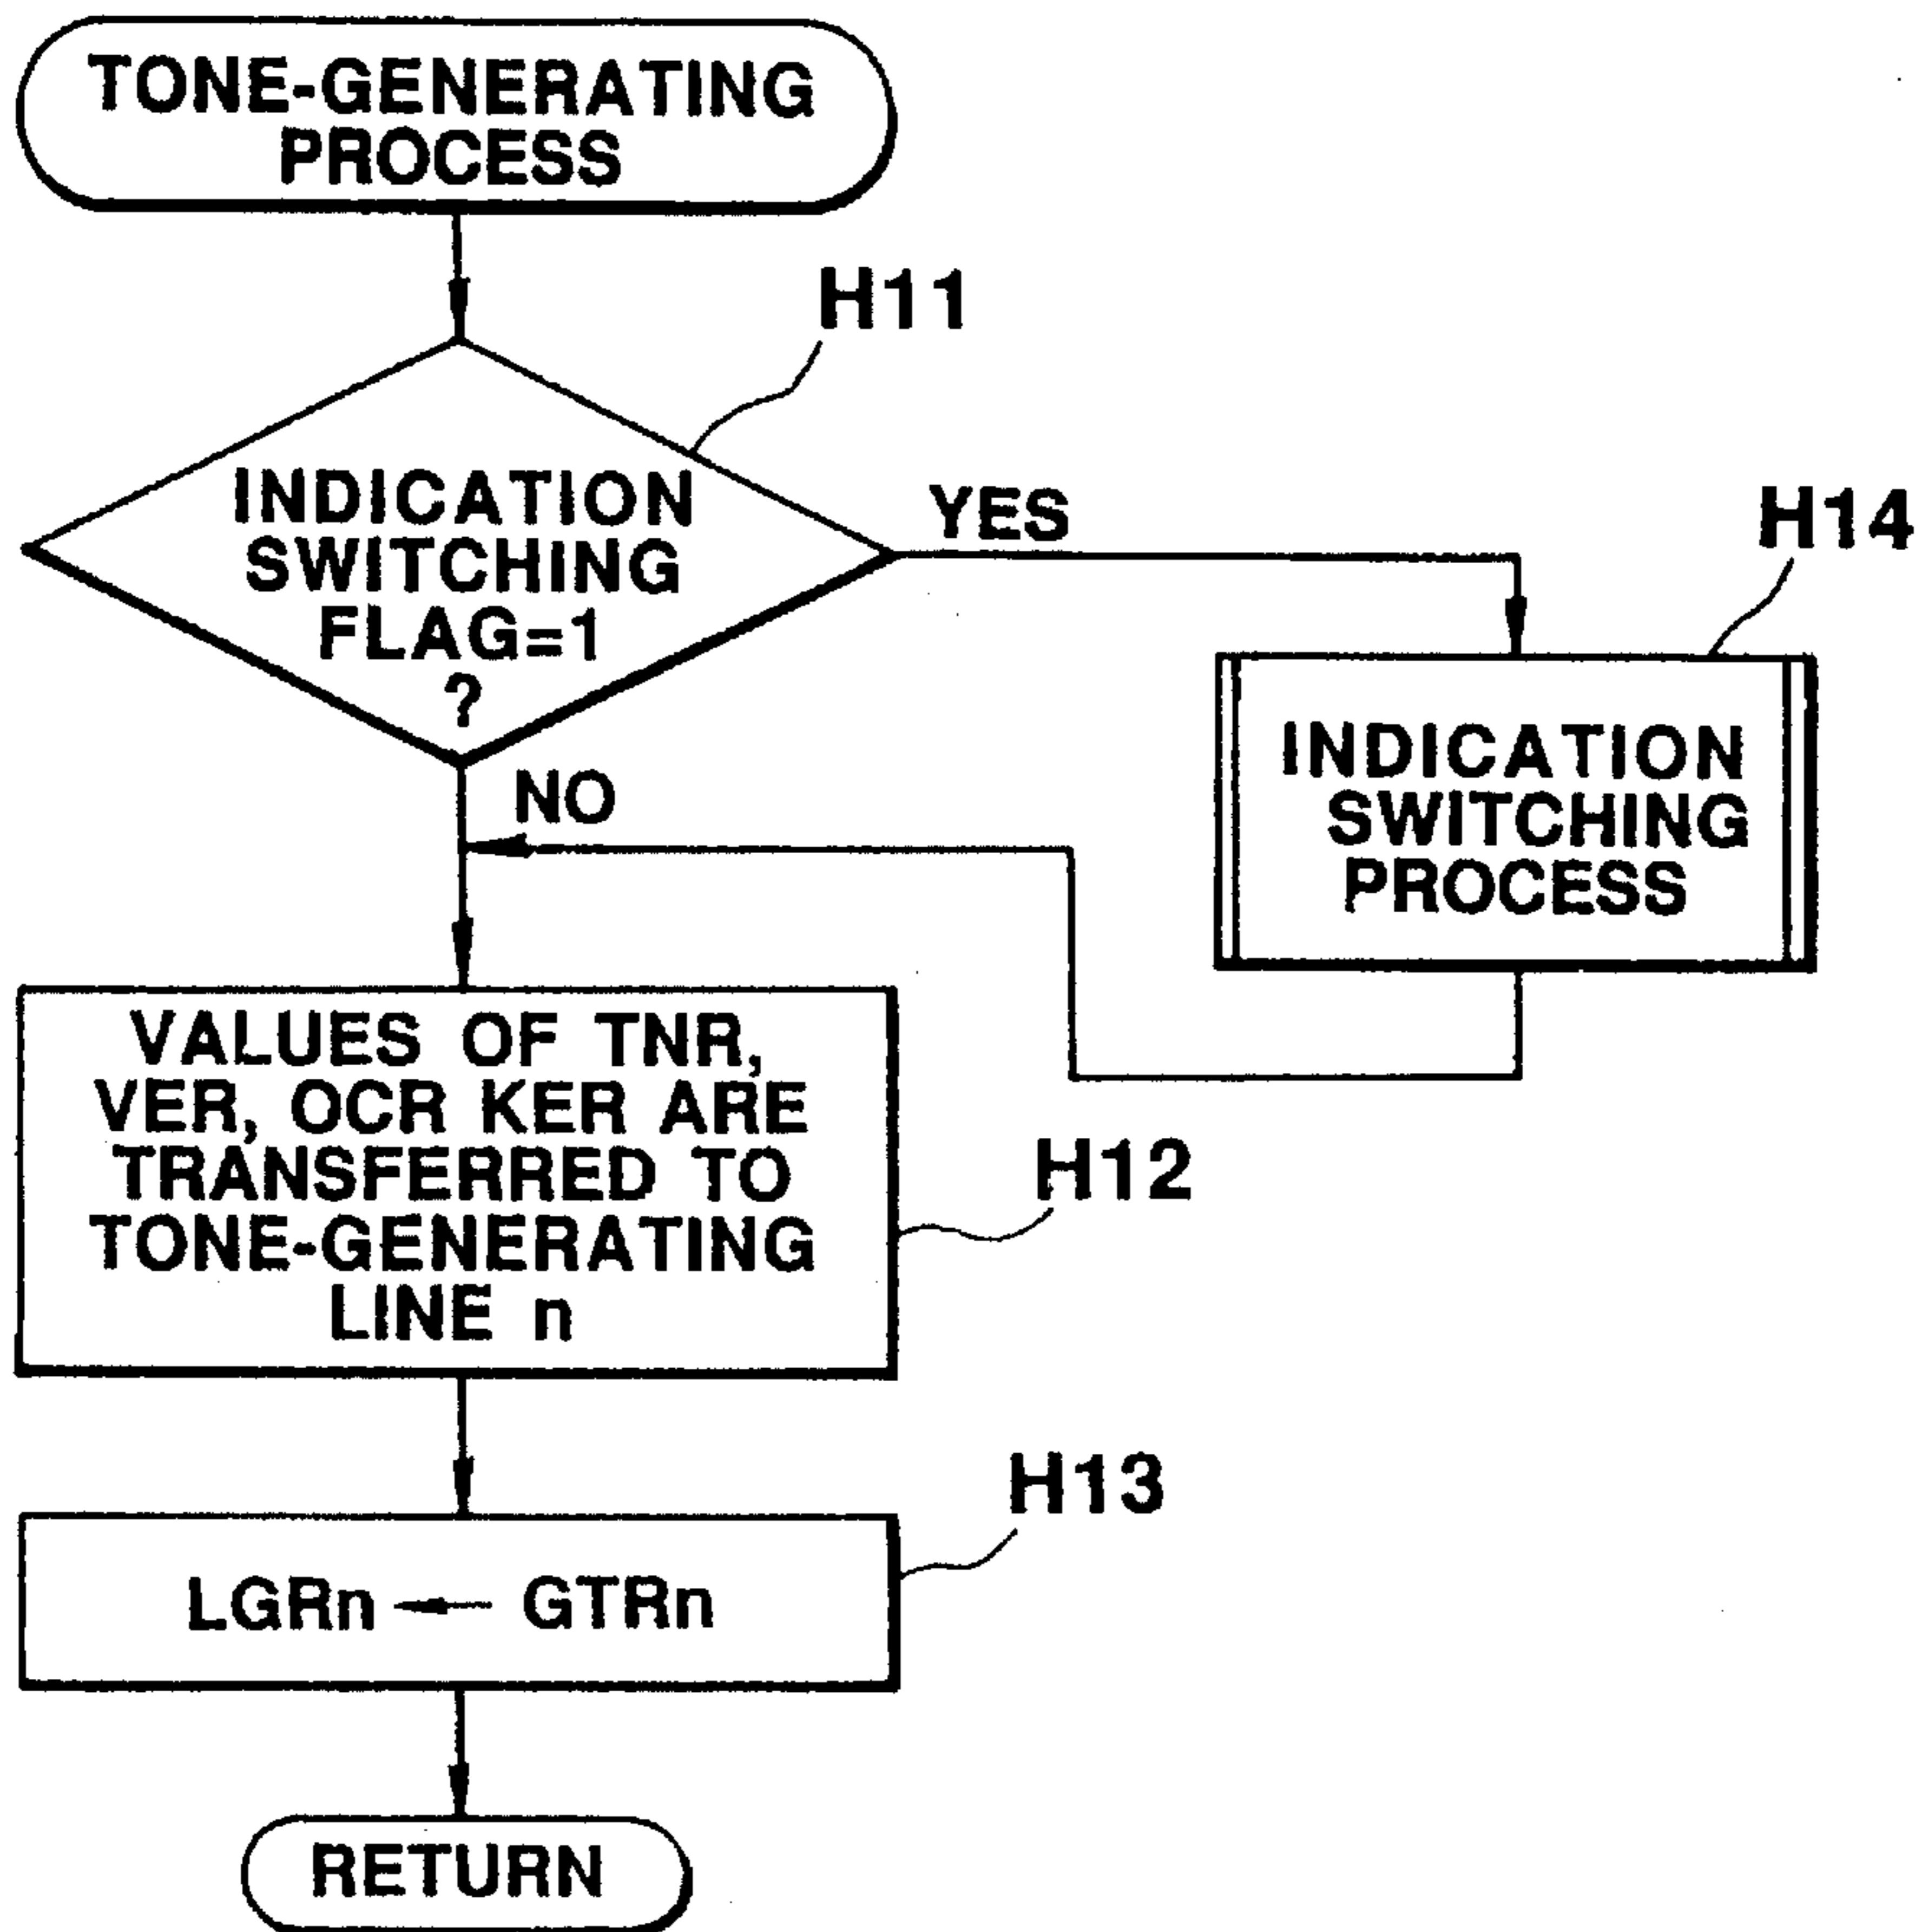 TONE-GENERATING
PROCESS
H11
INDICATION
SWITCHING
FLAG=1
?
YES
NO
H14
INDICATION
SWITCHING
PROCESS
VALUES OF TNR,
VER, OCR KER ARE
TRANSFERRED TO
TONE-GENERATING
LINE n
H12
H13
LGRn ← GTRn
RETURN